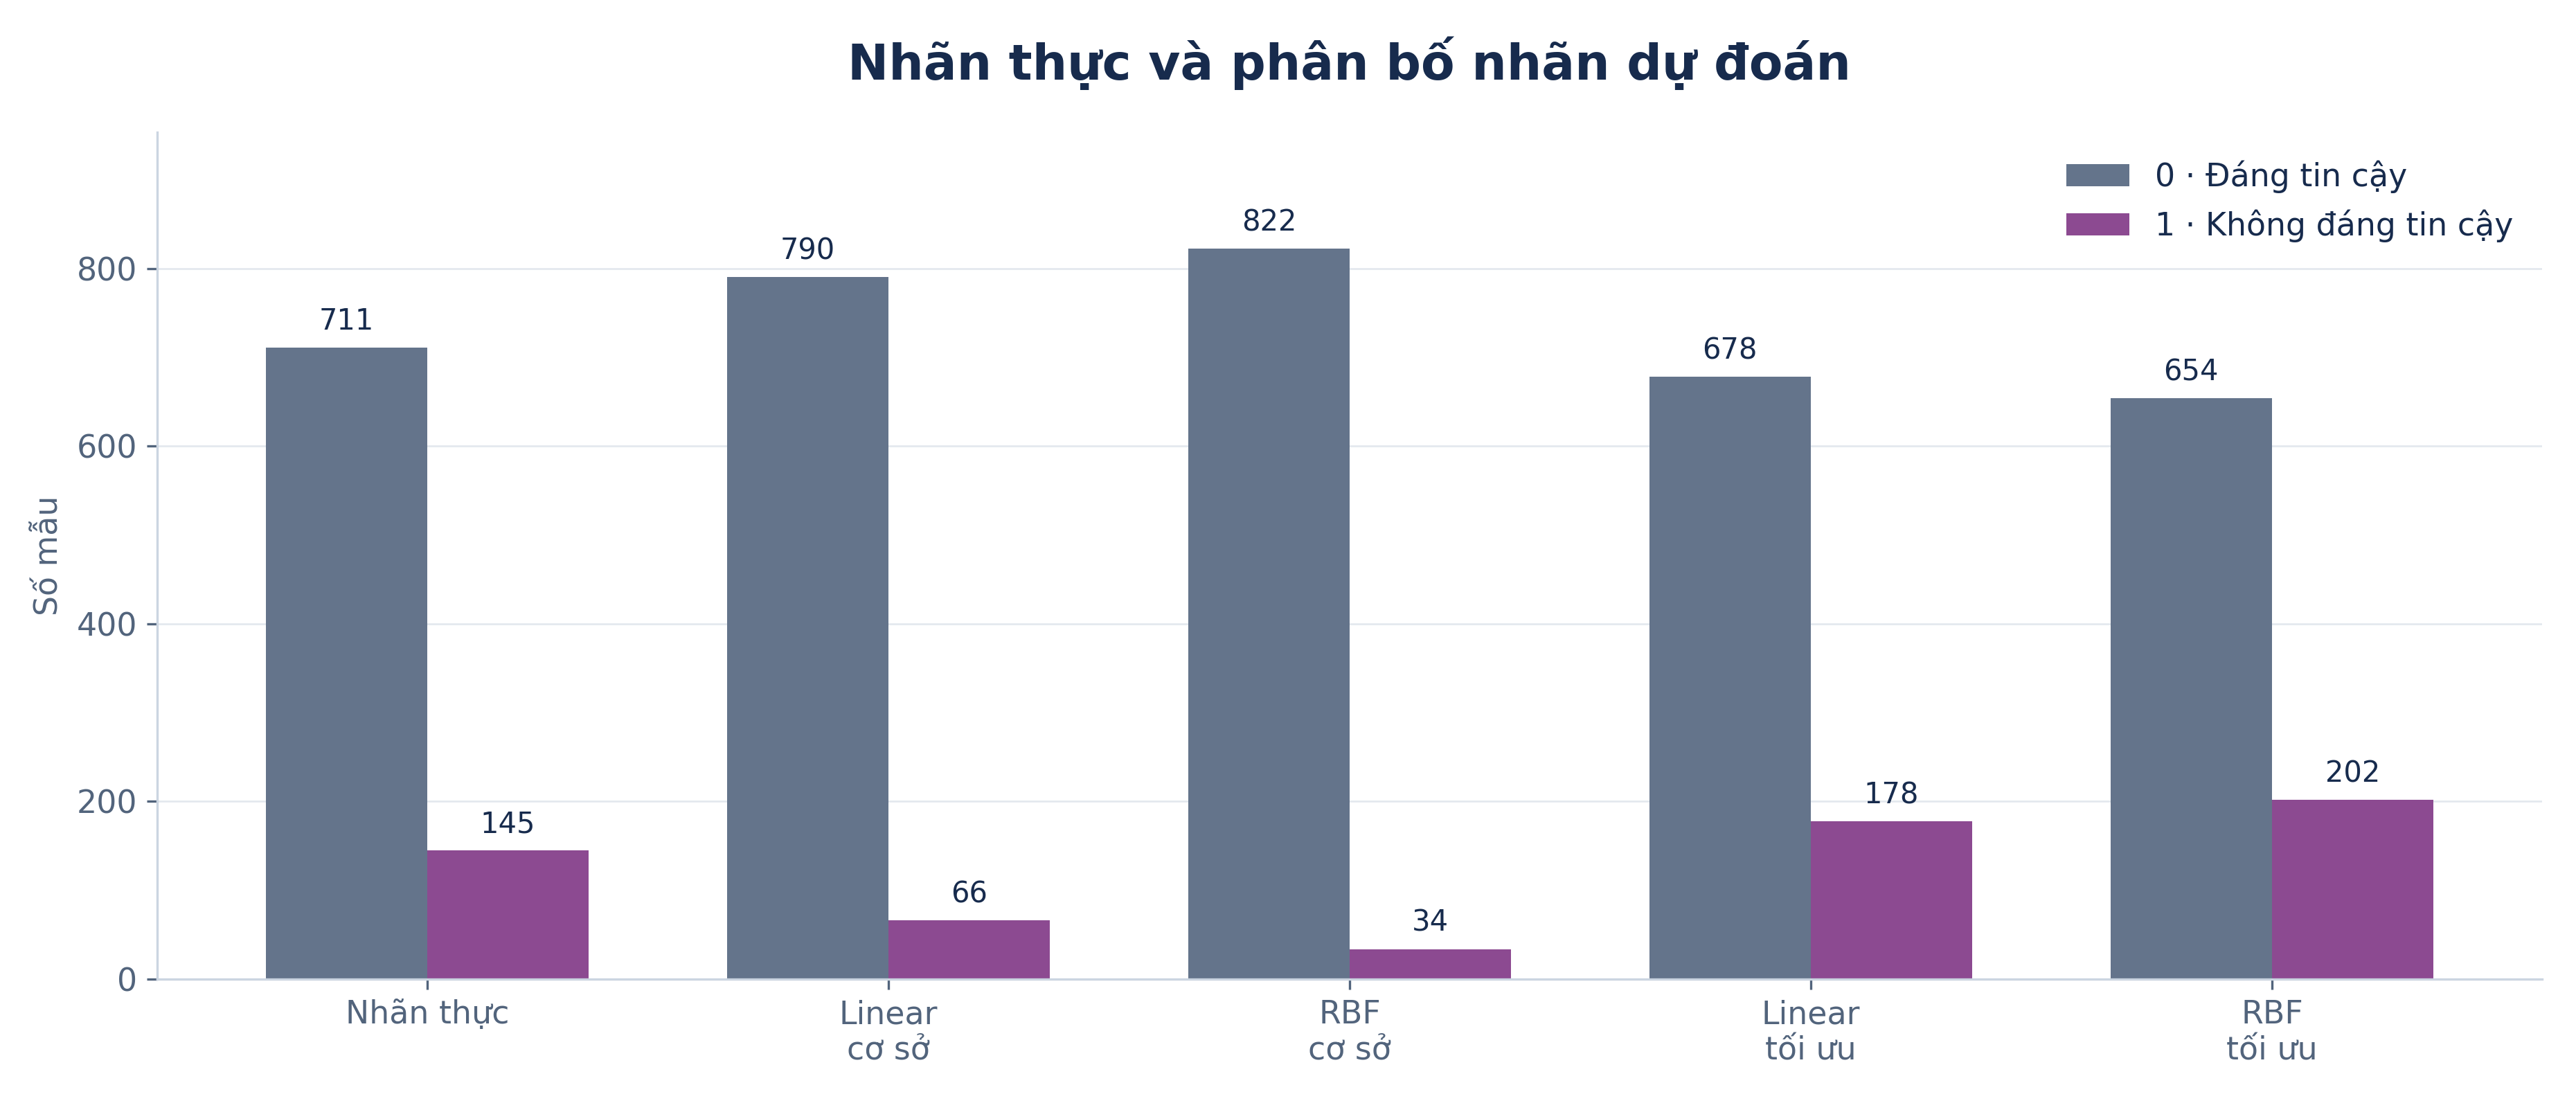 Nhãn thực và phân bố nhãn dự đoán
0 · Đáng tin cậy
1 · Không đáng tin cậy
Số mẫu
800
600
400
200
0
711
145
790
66
822
34
678
178
654
202
Nhãn thực
Linear
cơ sở
RBF
cơ sở
Linear
tối ưu
RBF
tối ưu